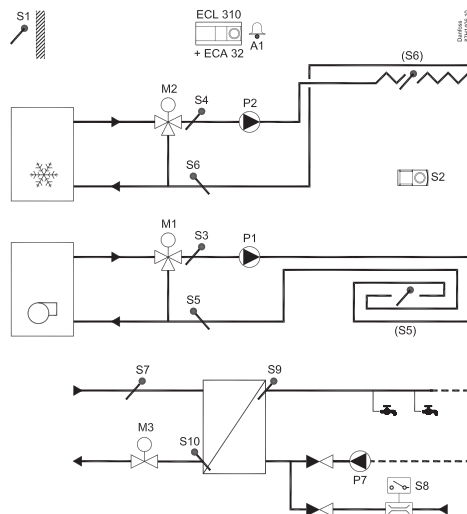 S1
ECL 310
+ ECA 32
A1
Danfoss
(S6)
M2
S4
P2
S6
S2
M1
S3
P1
S5
(S5)
S7
S9
M3
S10
P7
S8